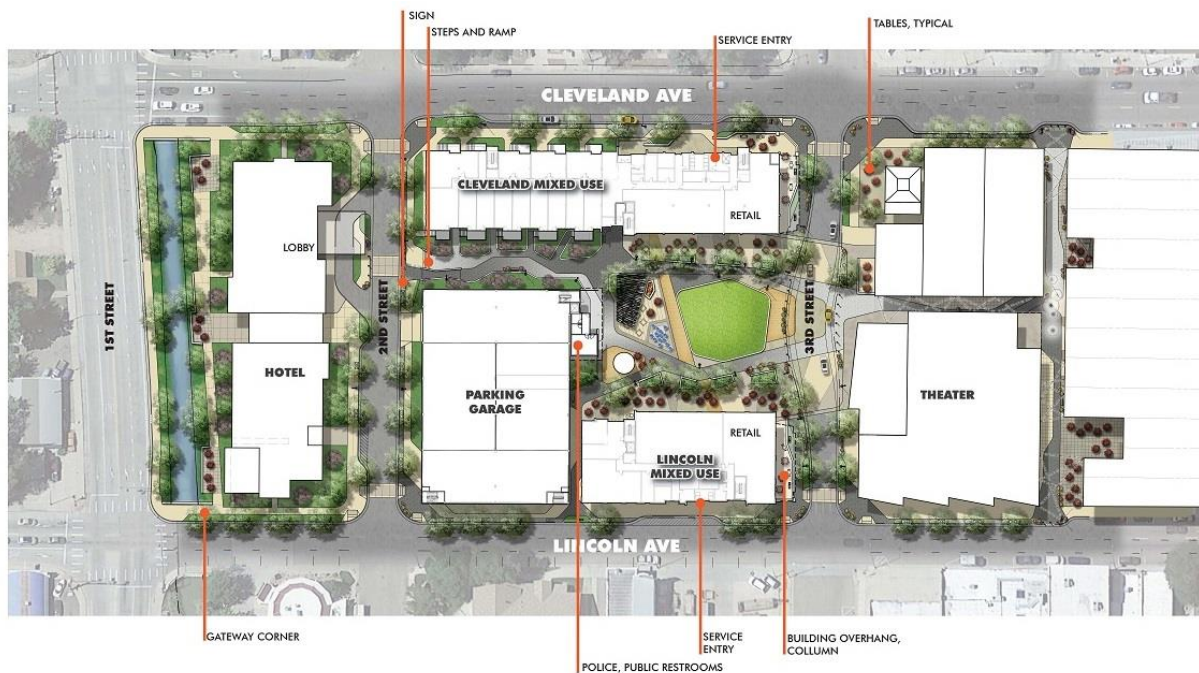 SIGN
STEPS AND RAMP
SERVICE ENTRY
TABLES, TYPICAL
CLEVELAND AVE
CLEVELAND MIXED USE
RETAIL
LOBBY
1ST STREET
2ND STREET
3RD STREET
HOTEL
PARKING
GARAGE
THEATER
RETAIL
LINCOLN
MIXED USE
LINCOLN AVE
GATEWAY CORNER
SERVICE
ENTRY
BUILDING OVERHANG,
COLLUMN
POLICE, PUBLIC RESTROOMS